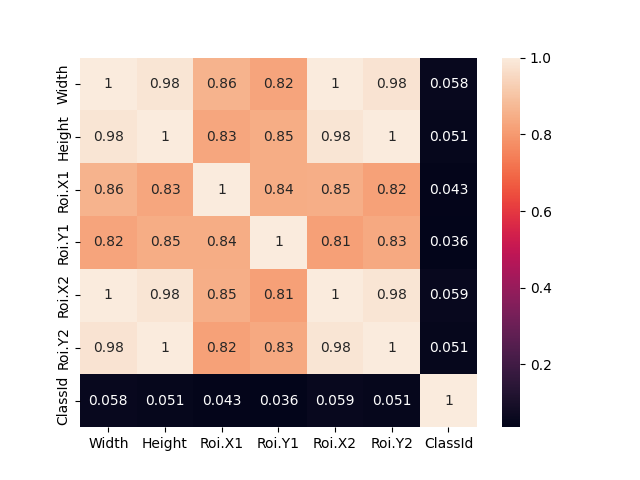 Width 1 0.98 0.86 0.82 1 0.98 0.058
Height 0.98 1 0.83 0.85 0.98 1 0.051
Roi.X1 0.86 0.83 1 0.84 0.85 0.82 0.043
Roi.Y1 0.82 0.85 0.84 1 0.81 0.83 0.036
Roi.X2 1 0.98 0.85 0.81 1 0.98 0.059
Roi.Y2 0.98 1 0.82 0.83 0.98 1 0.051
ClassId 0.058 0.051 0.043 0.036 0.059 0.051 1
Width Height Roi.X1 Roi.Y1 Roi.X2 Roi.Y2 ClassId
1.0
0.8
0.6
0.4
0.2